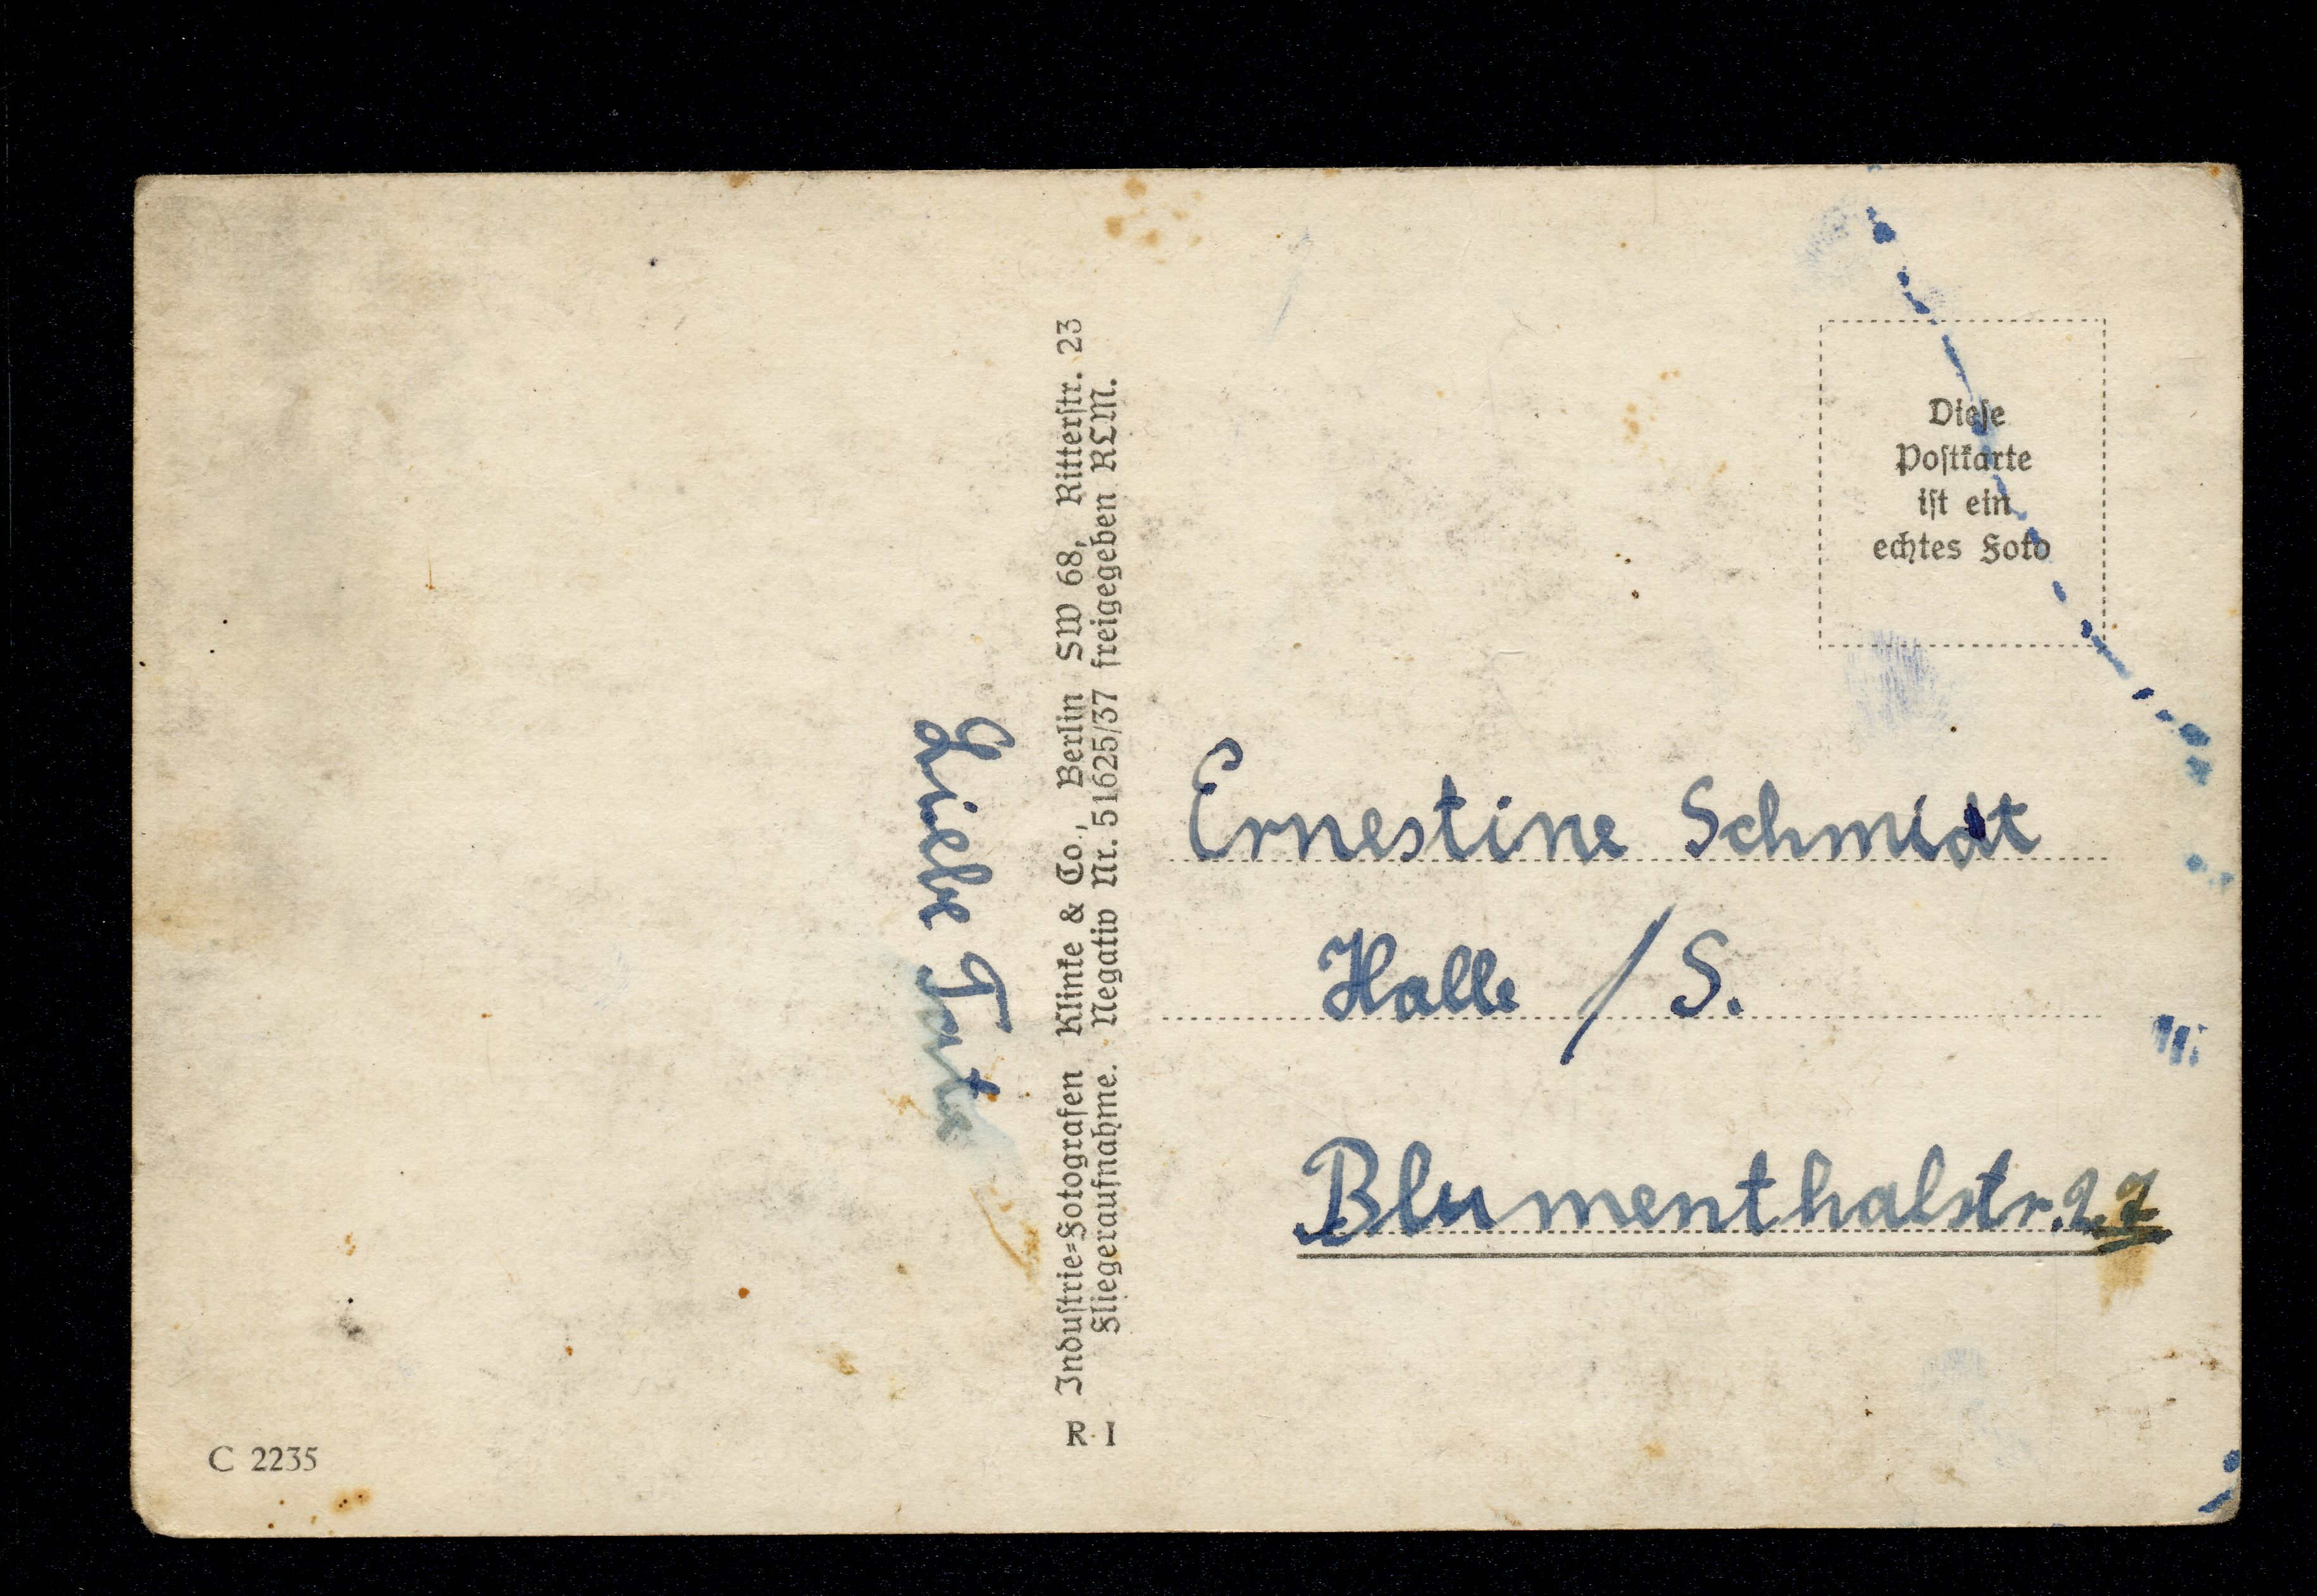 Liebe Tante
Industrie=Fotografen Klinke & Co., Berlin SW 68, Ritterstr. 23
Fliegeraufnahme. Negativ Nr. 51625/37 freigegeben RLM.
R I
C 2235
Diese
Postkarte
ist ein
echtes Foto
Ernestine Schmidt
Halle / S.
Blumenthalstr. 27